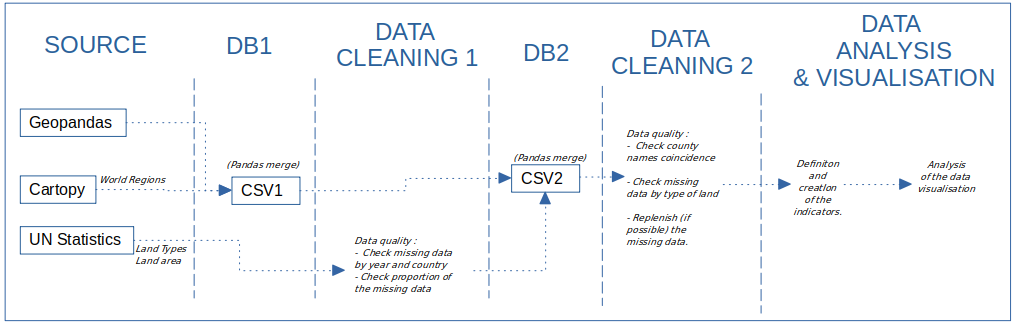 SOURCE
DB1
DATA
CLEANING 1
DB2
DATA
CLEANING 2
DATA
ANALYSIS
& VISUALISATION
Geopandas
Cartopy
World Regions
UN Statistics
Land Types
Land area
(Pandas merge)
CSV1
Data quality :
- Check missing data
by year and country
- Check proportion of
the missing data
(Pandas merge)
CSV2
Data quality :
- Check county
names coincidence
- Check missing
data by type of land
- Replenish (if
possible) the
missing data.
Definiton
and
creation
of the
indicators.
Analysis
of the data
visualisation